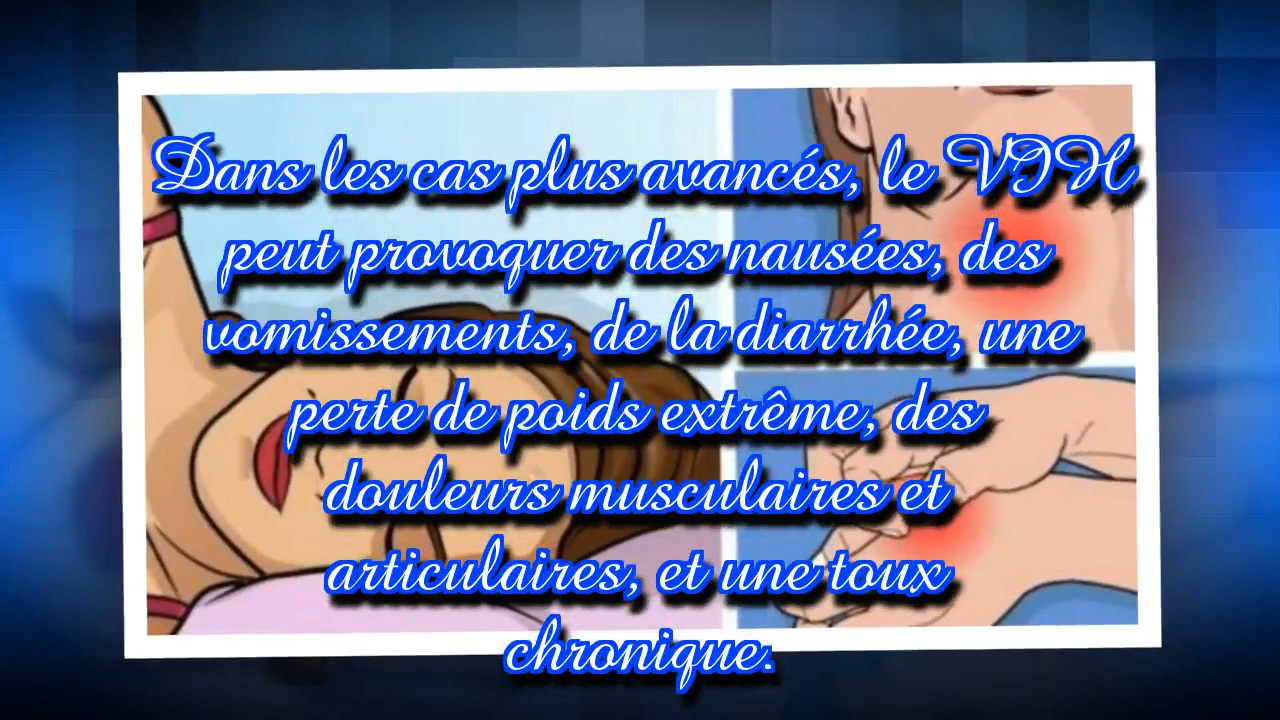 Dans les cas plus avancés, le VIH
peut provoquer des nausées, des
vomissements, de la diarrhée, une
perte de poids extrême, des
douleurs musculaires et
articulaires, et une toux
chronique.